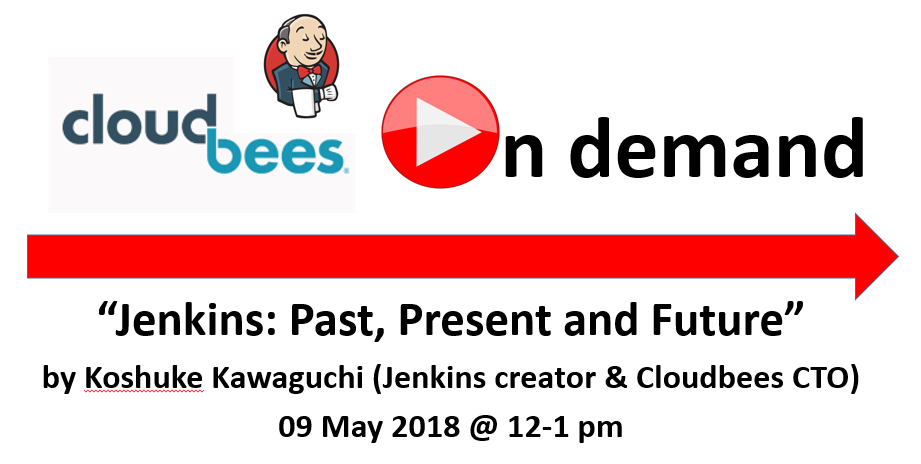 cloudbees
n demand
“Jenkins: Past, Present and Future”
by Koshuke Kawaguchi (Jenkins creator & Cloudbees CTO)
09 May 2018 @ 12-1 pm